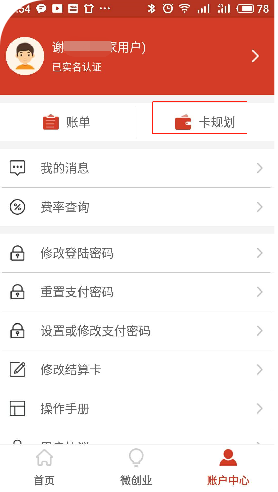 :54
78
谢
家用户)
已实名认证
账单
卡规划
我的消息
费率查询
修改登陆密码
重置支付密码
设置或修改支付密码
修改结算卡
操作手册
首页
微创业
账户中心